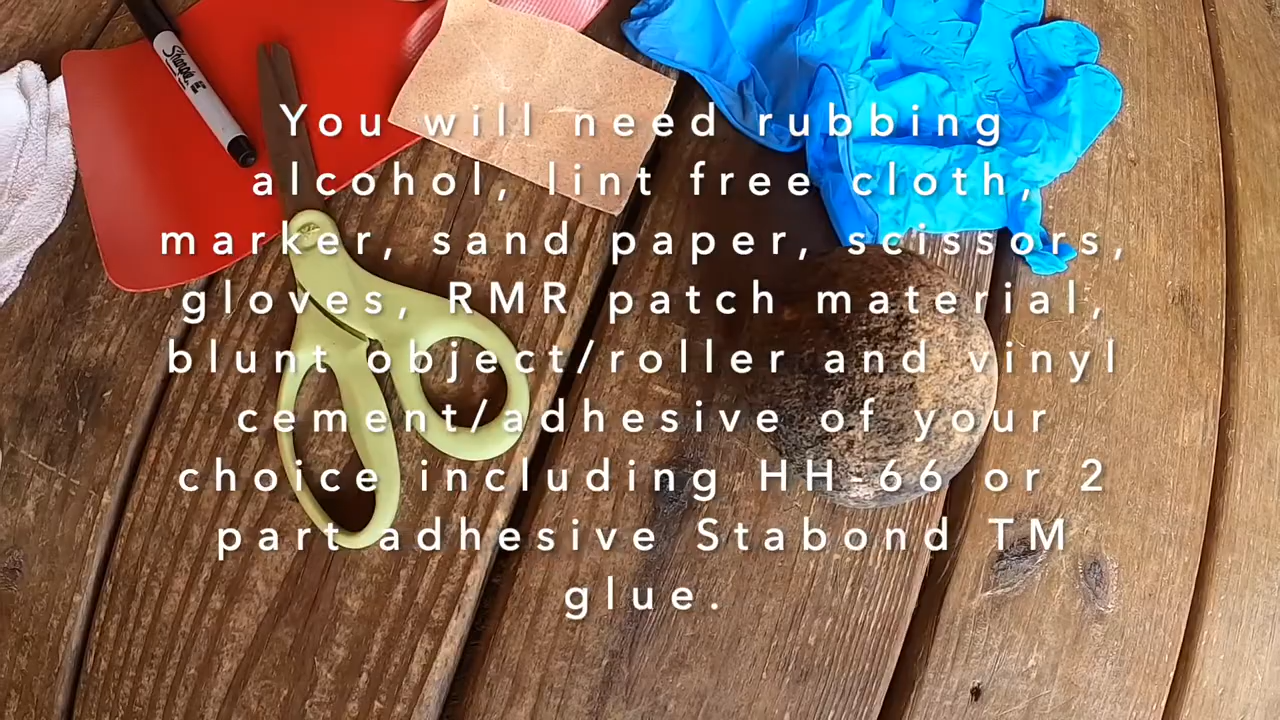 Sharpie
You will need rubbing
alcohol, lint free cloth,
marker, sand paper, scissors,
gloves, RMR patch material,
blunt object/roller and vinyl
cement/adhesive of your
choice including HH-66 or 2
part adhesive Stabond TM
glue.